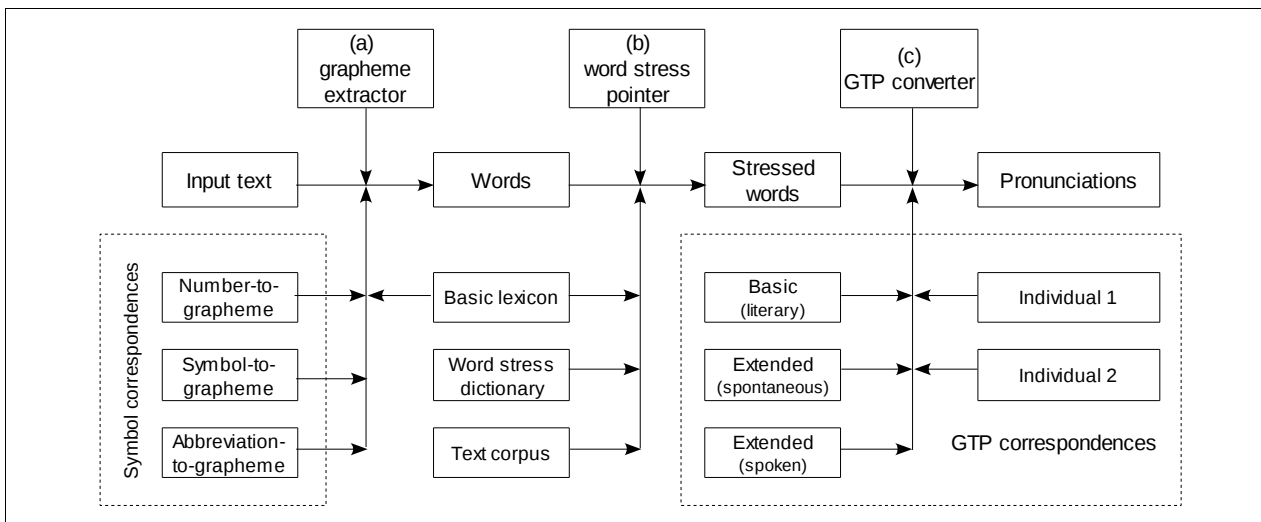 (a)
grapheme
extractor
(b)
word stress
pointer
(c)
GTP converter
Input text
Words
Stressed
words
Pronunciations
Symbol correspondences
Number-to-
grapheme
Basic lexicon
Basic
(literary)
Individual 1
Symbol-to-
grapheme
Word stress
dictionary
Extended
(spontaneous)
Individual 2
Abbreviation-
to-grapheme
Text corpus
Extended
(spoken)
GTP correspondences